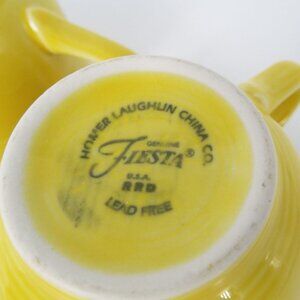 HOMER LAUGHLIN CHINA CO.
GENUINE
FIESTA®
U.S.A.
RRD
LEAD FREE